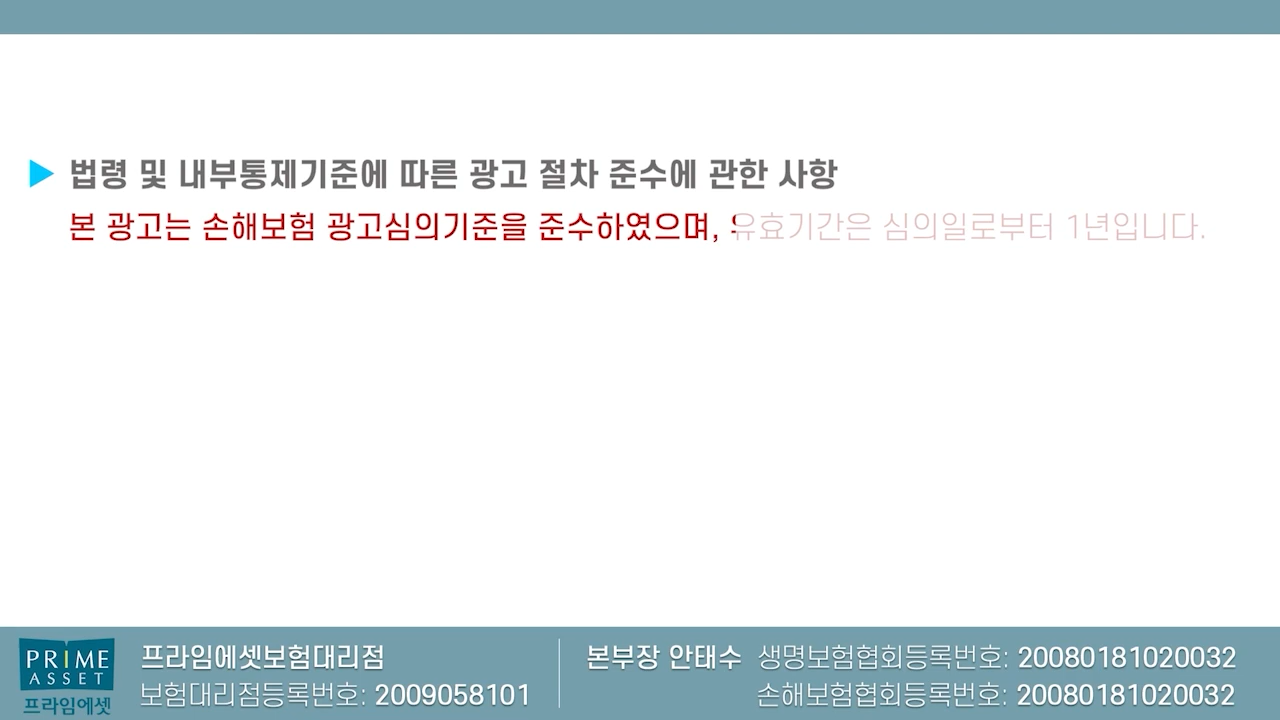 ▶ 법령 및 내부통제기준에 따른 광고 절차 준수에 관한 사항
본 광고는 손해보험 광고심의기준을 준수하였으며, 유효기간은 심의일로부터 1년입니다.
PRIME
ASSET
프라임에셋
프라임에셋보험대리점
보험대리점등록번호: 2009058101
본부장 안태수 생명보험협회등록번호: 20080181020032
손해보험협회등록번호: 20080181020032